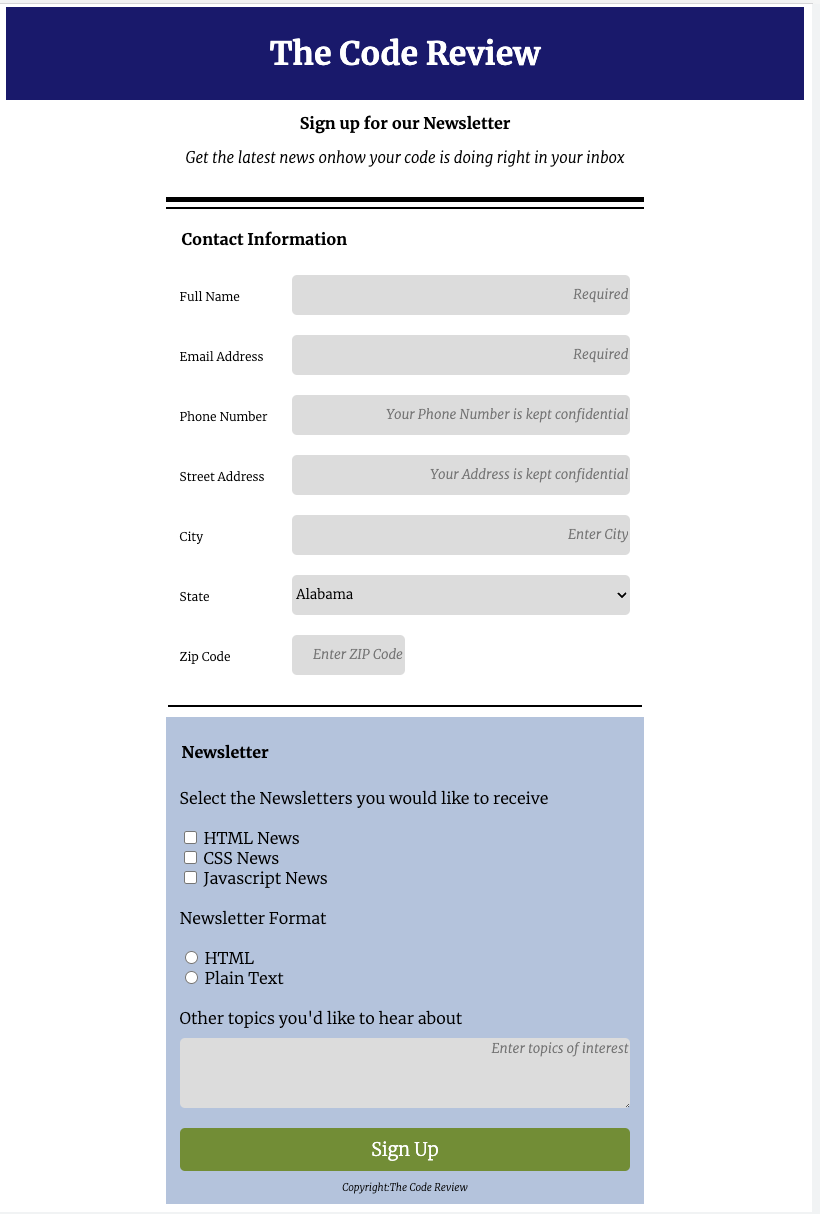 The Code Review
Sign up for our Newsletter
Get the latest news onhow your code is doing right in your inbox
Contact Information
Full Name Required
Email Address Required
Phone Number Your Phone Number is kept confidential
Street Address Your Address is kept confidential
City Enter City
State Alabama
Zip Code Enter ZIP Code
Newsletter
Select the Newsletters you would like to receive
HTML News
CSS News
Javascript News
Newsletter Format
HTML
Plain Text
Other topics you'd like to hear about
Enter topics of interest
Sign Up
Copyright:The Code Review